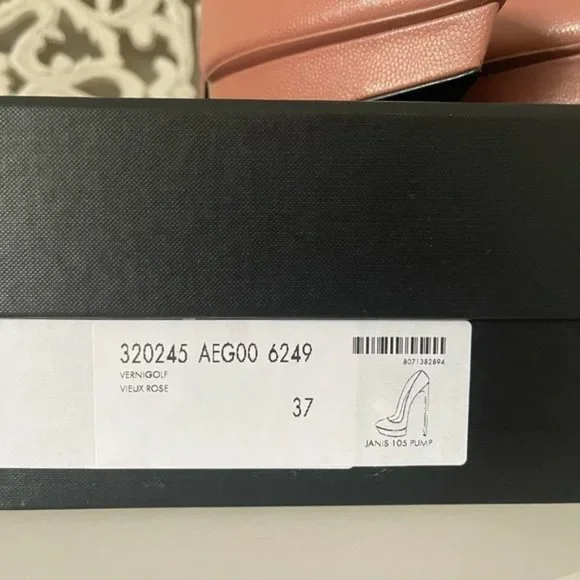 320245 AEG00 6249
VERNIGOLF
VIEUX ROSE
37
8071382894
JANIS 105 PUMP